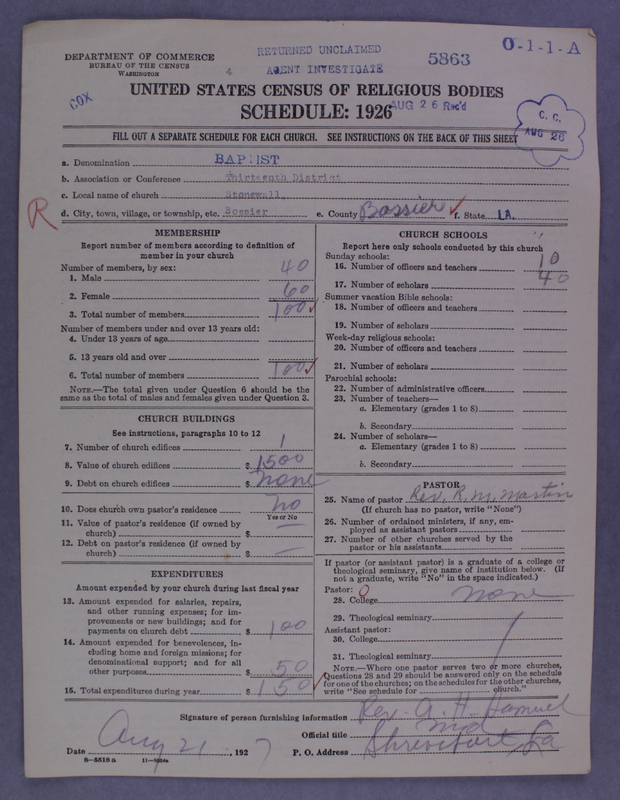 DEPARTMENT OF COMMERCE
BUREAU OF THE CENSUS
WASHINGTON
RETURNED UNCLAIMED
4 AGENT INVESTIGATE
5863
O-1-1-A
COX
UNITED STATES CENSUS OF RELIGIOUS BODIES
SCHEDULE: 1926
AUG 26 Rec'd
C. C.
AUG 26
FILL OUT A SEPARATE SCHEDULE FOR EACH CHURCH. SEE INSTRUCTIONS ON THE BACK OF THIS SHEET
a. Denomination BAPTIST
b. Association or Conference Thirteenth District
c. Local name of church Stonewall
R
d. City, town, village, or township, etc. Bossier e. County Bossier f. State LA.
MEMBERSHIP
Report number of members according to definition of
member in your church
Number of members, by sex:
1. Male 40
2. Female 60
3. Total number of members 100
Number of members under and over 13 years old:
4. Under 13 years of age
5. 13 years old and over
6. Total number of members 100
NOTE.—The total given under Question 6 should be the
same as the total of males and females given under Question 3.
CHURCH BUILDINGS
See instructions, paragraphs 10 to 12
7. Number of church edifices 1
8. Value of church edifices $ 1500
9. Debt on church edifices $ none
10. Does church own pastor's residence no
Yes or No
11. Value of pastor's residence (if owned by
church) $ —
12. Debt on pastor's residence (if owned by
church) $ —
EXPENDITURES
Amount expended by your church during last fiscal year
13. Amount expended for salaries, repairs,
and other running expenses; for im-
provements or new buildings; and for
payments on church debt $ 100
14. Amount expended for benevolences, in-
cluding home and foreign missions; for
denominational support; and for all
other purposes $ 50
15. Total expenditures during year $ 150
CHURCH SCHOOLS
Report here only schools conducted by this church
Sunday schools:
16. Number of officers and teachers 10
17. Number of scholars 40
Summer vacation Bible schools:
18. Number of officers and teachers
19. Number of scholars
Week-day religious schools:
20. Number of officers and teachers
21. Number of scholars
Parochial schools:
22. Number of administrative officers
23. Number of teachers—
a. Elementary (grades 1 to 8)
b. Secondary
24. Number of scholars—
a. Elementary (grades 1 to 8)
b. Secondary
PASTOR
25. Name of pastor Rev. R. M. Martin
(If church has no pastor, write "None")
26. Number of ordained ministers, if any, em-
ployed as assistant pastors
27. Number of other churches served by the
pastor or his assistants
If pastor (or assistant pastor) is a graduate of a college or
theological seminary, give name of institution below. (If
not a graduate, write "No" in the space indicated.)
Pastor: 0
28. College none
29. Theological seminary
Assistant pastor:
30. College
31. Theological seminary
NOTE.—Where one pastor serves two or more churches,
Questions 28 and 29 should be answered only on the schedule
for one of the churches; on the schedules for the other churches,
write "See schedule for church."
Signature of person furnishing information Rev. A. H. Samuel
Official title
Date Aug 21, 1927 P. O. Address Shreveport, La
8-5518a